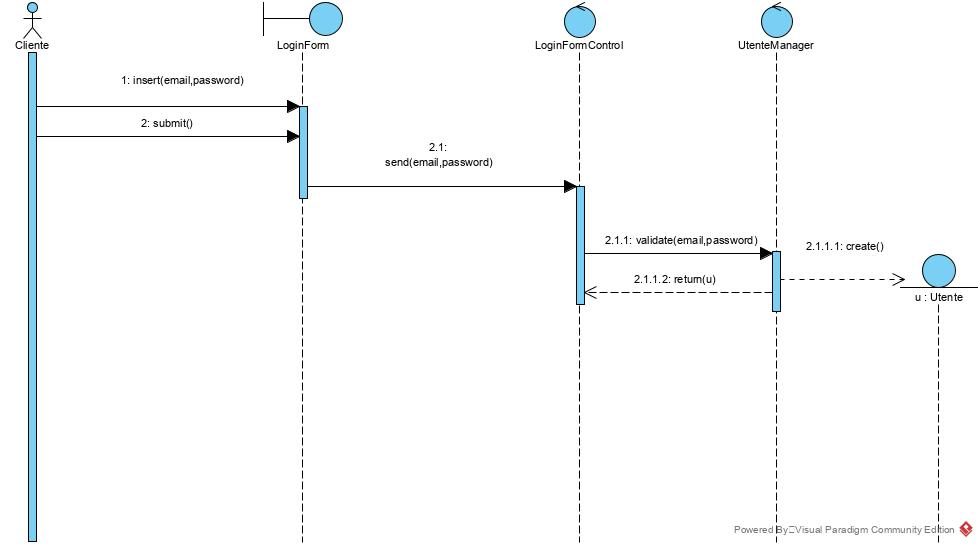 Cliente
LoginForm
LoginFormControl
UtenteManager
1: insert(email,password)
2: submit()
2.1:
send(email,password)
2.1.1: validate(email,password)
2.1.1.1: create()
2.1.1.2: return(u)
u : Utente
Powered By Visual Paradigm Community Edition